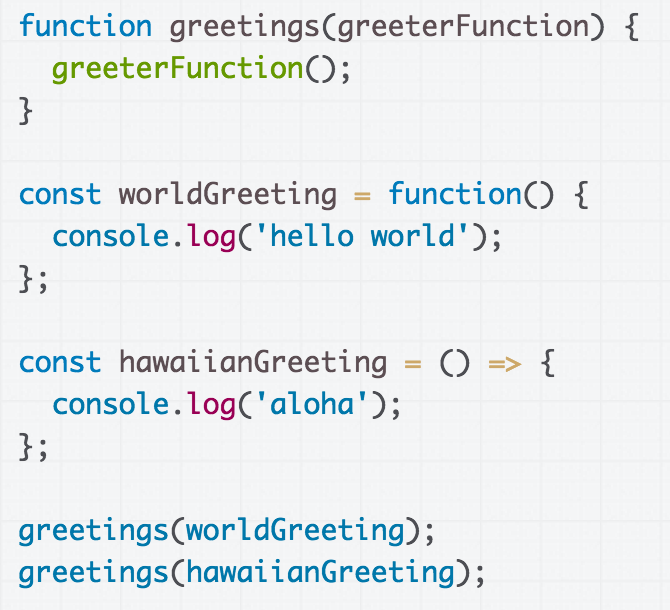 function greetings(greeterFunction) {
  greeterFunction();
}

const worldGreeting = function() {
  console.log('hello world');
};

const hawaiianGreeting = () => {
  console.log('aloha');
};

greetings(worldGreeting);
greetings(hawaiianGreeting);